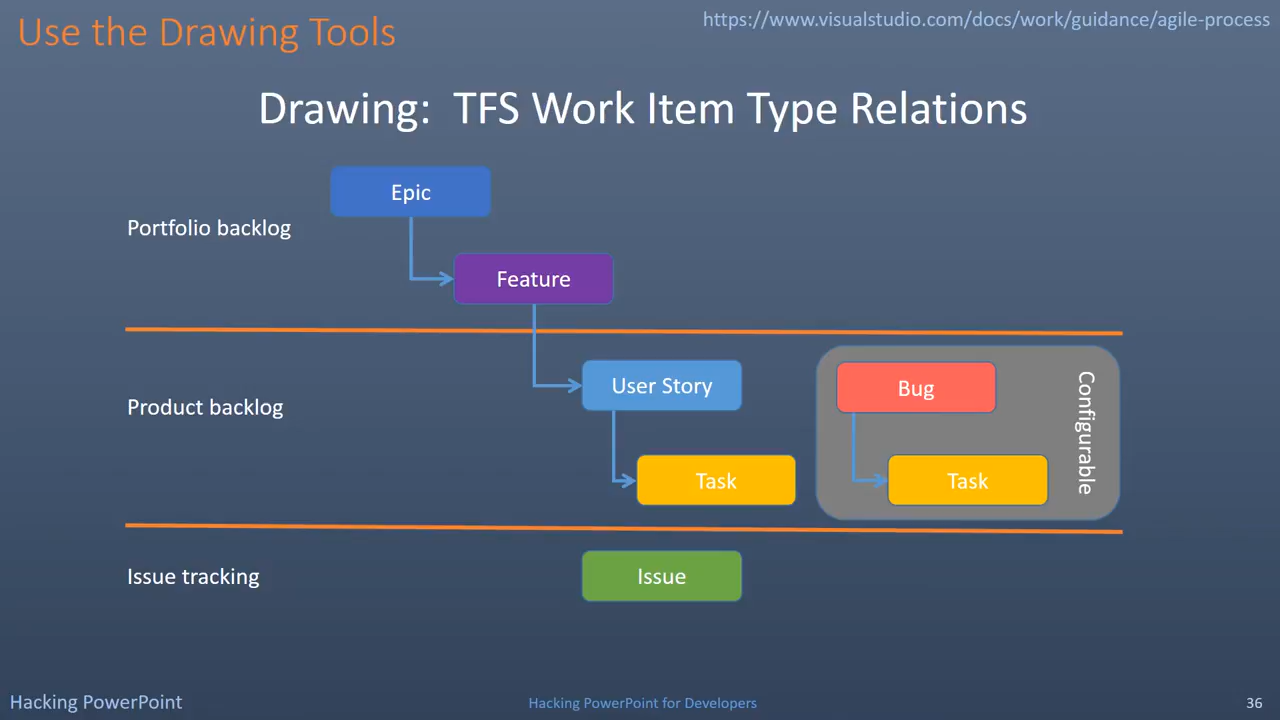 Use the Drawing Tools
https://www.visualstudio.com/docs/work/guidance/agile-process
Drawing: TFS Work Item Type Relations
Epic
Portfolio backlog
Feature
User Story
Bug
Configurable
Product backlog
Task
Task
Issue tracking
Issue
Hacking PowerPoint
Hacking PowerPoint for Developers
36